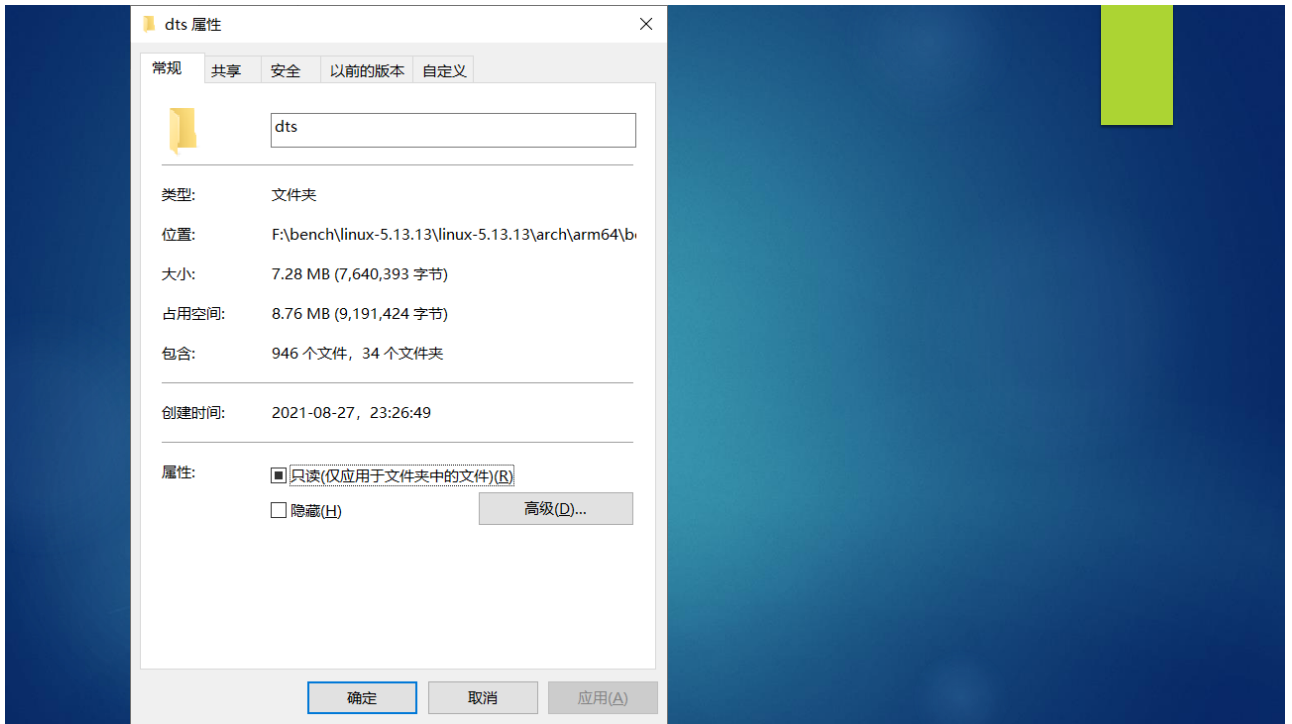 dts 属性
常规 共享 安全 以前的版本 自定义
dts
类型: 文件夹
位置: F:\bench\linux-5.13.13\linux-5.13.13\arch\arm64\b
大小: 7.28 MB (7,640,393 字节)
占用空间: 8.76 MB (9,191,424 字节)
包含: 946 个文件，34 个文件夹
创建时间: 2021-08-27，23:26:49
属性: 只读(仅应用于文件夹中的文件)(R)
隐藏(H) 高级(D)...
确定 取消 应用(A)